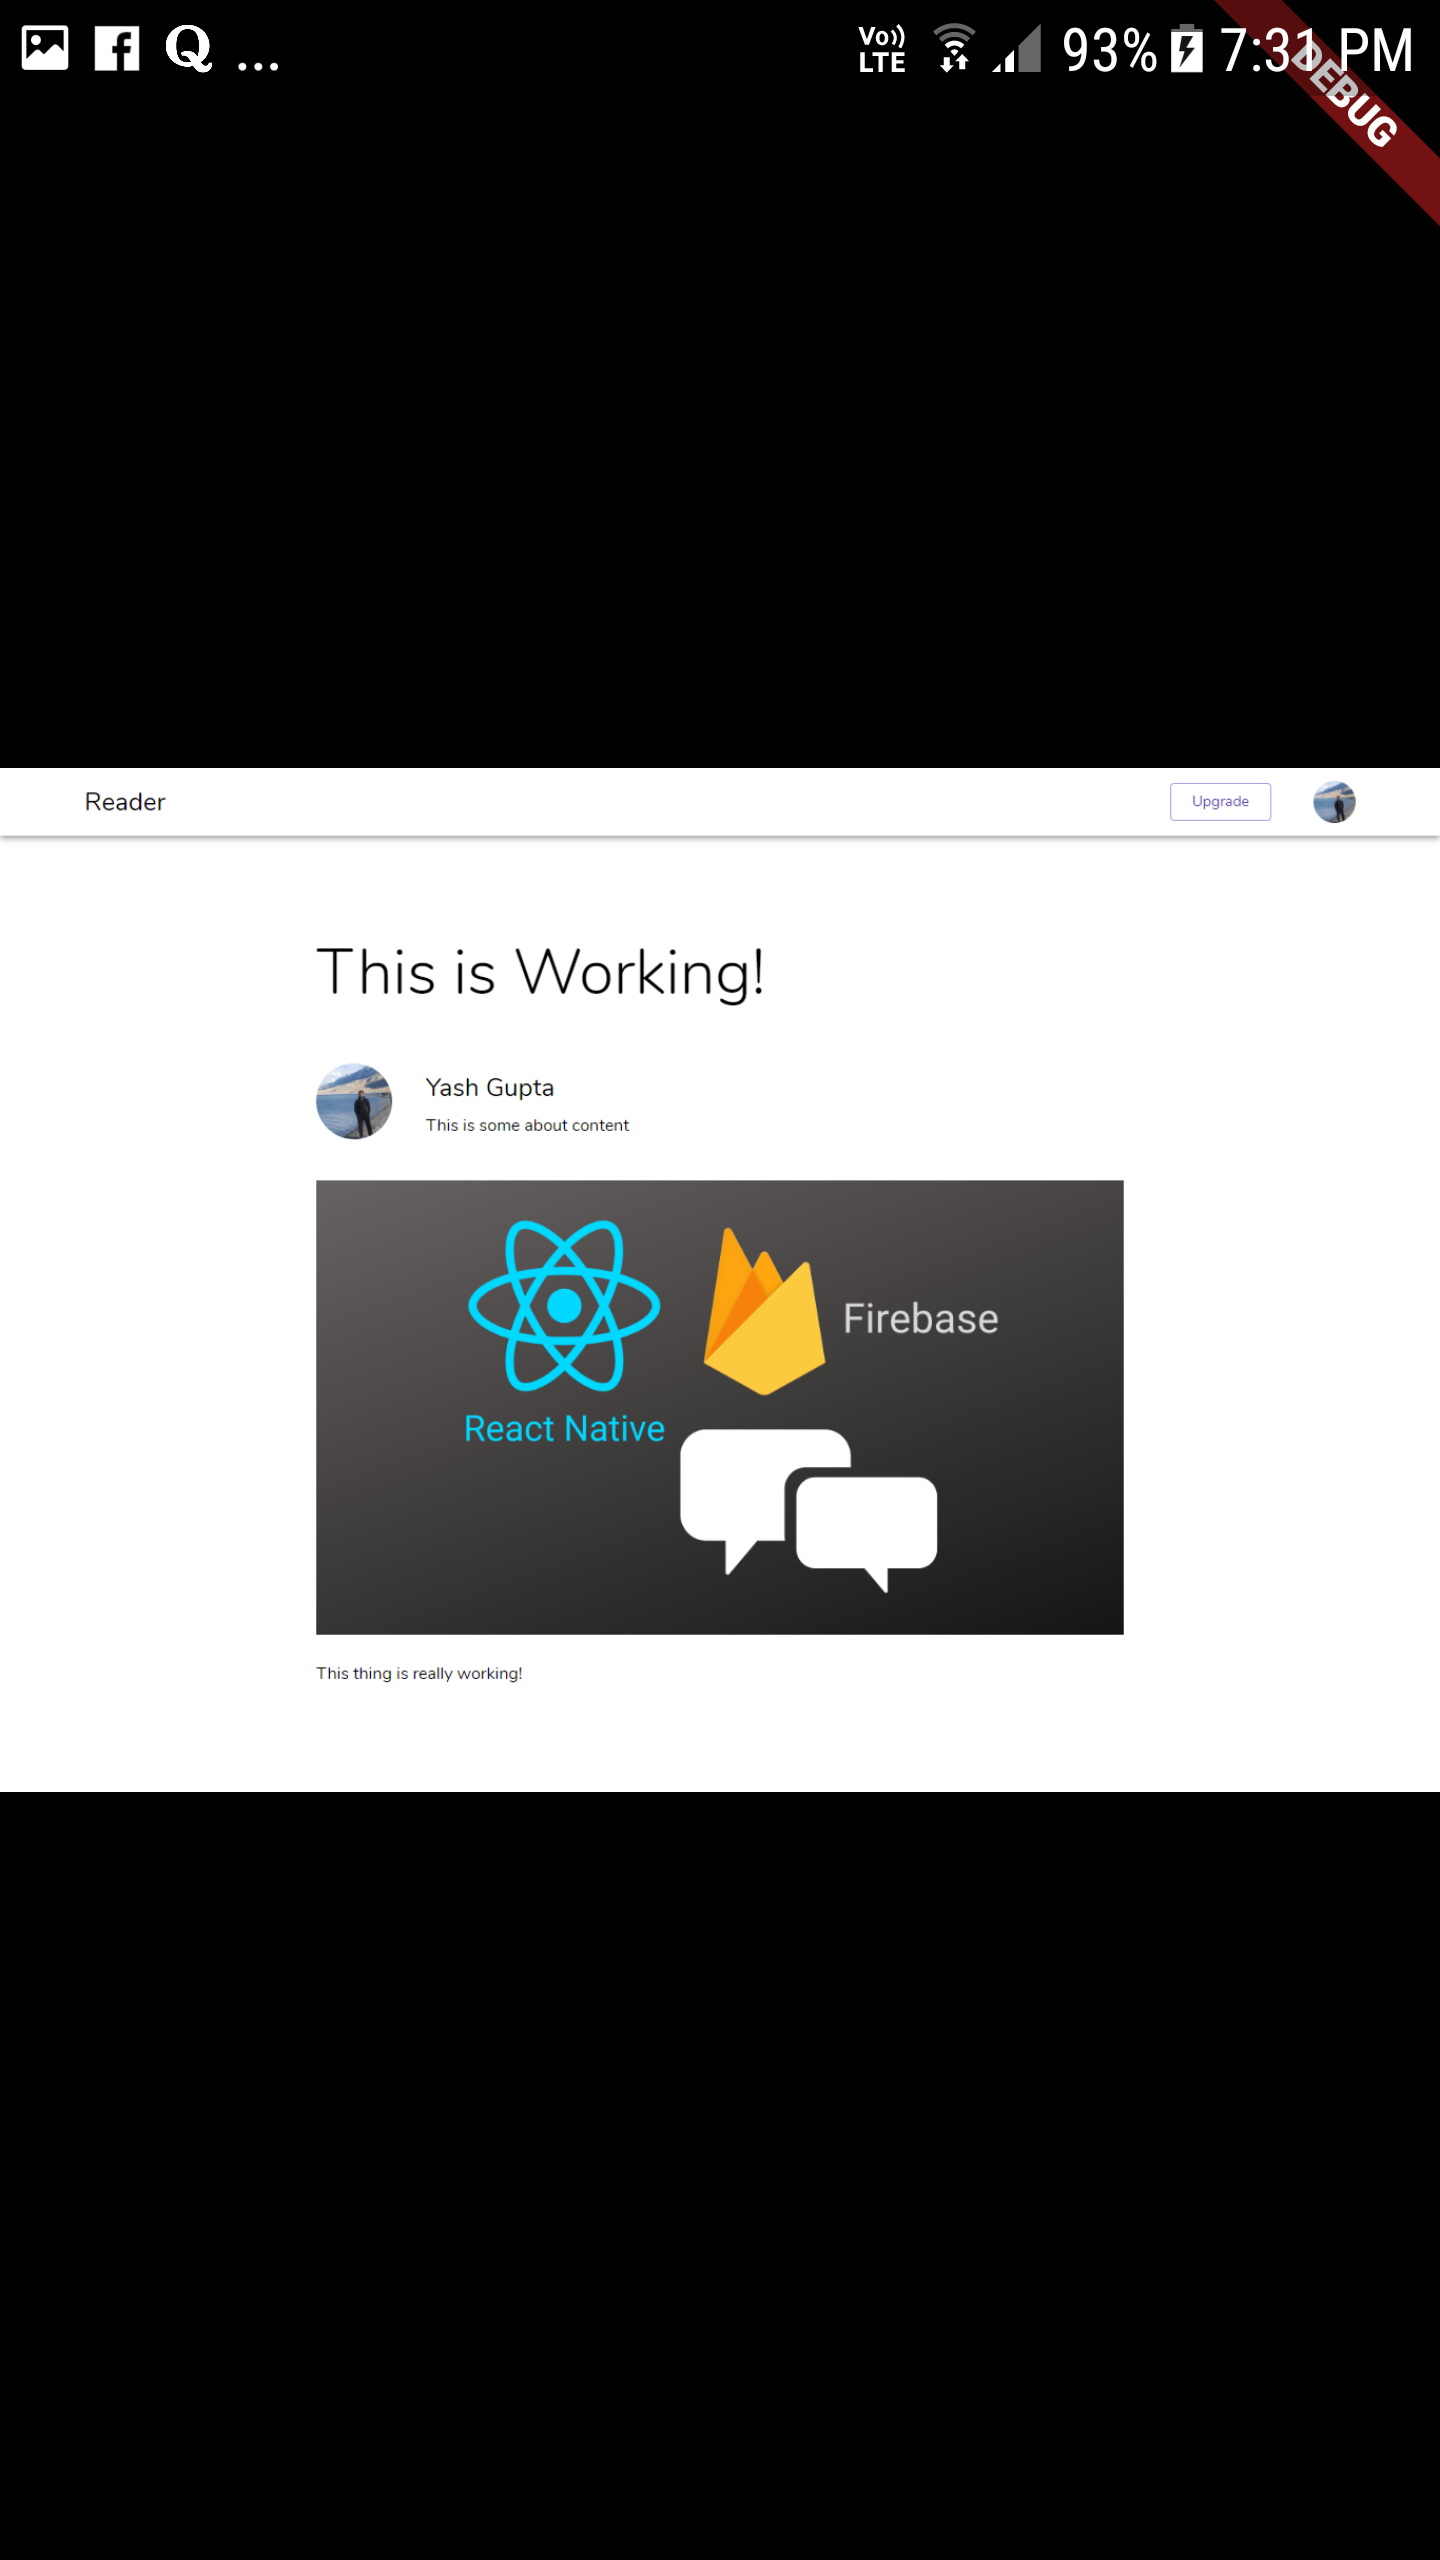 Vo)) LTE 93% 7:31 PM
DEBUG
Reader
Upgrade
This is Working!
Yash Gupta
This is some about content
Firebase
React Native
This thing is really working!